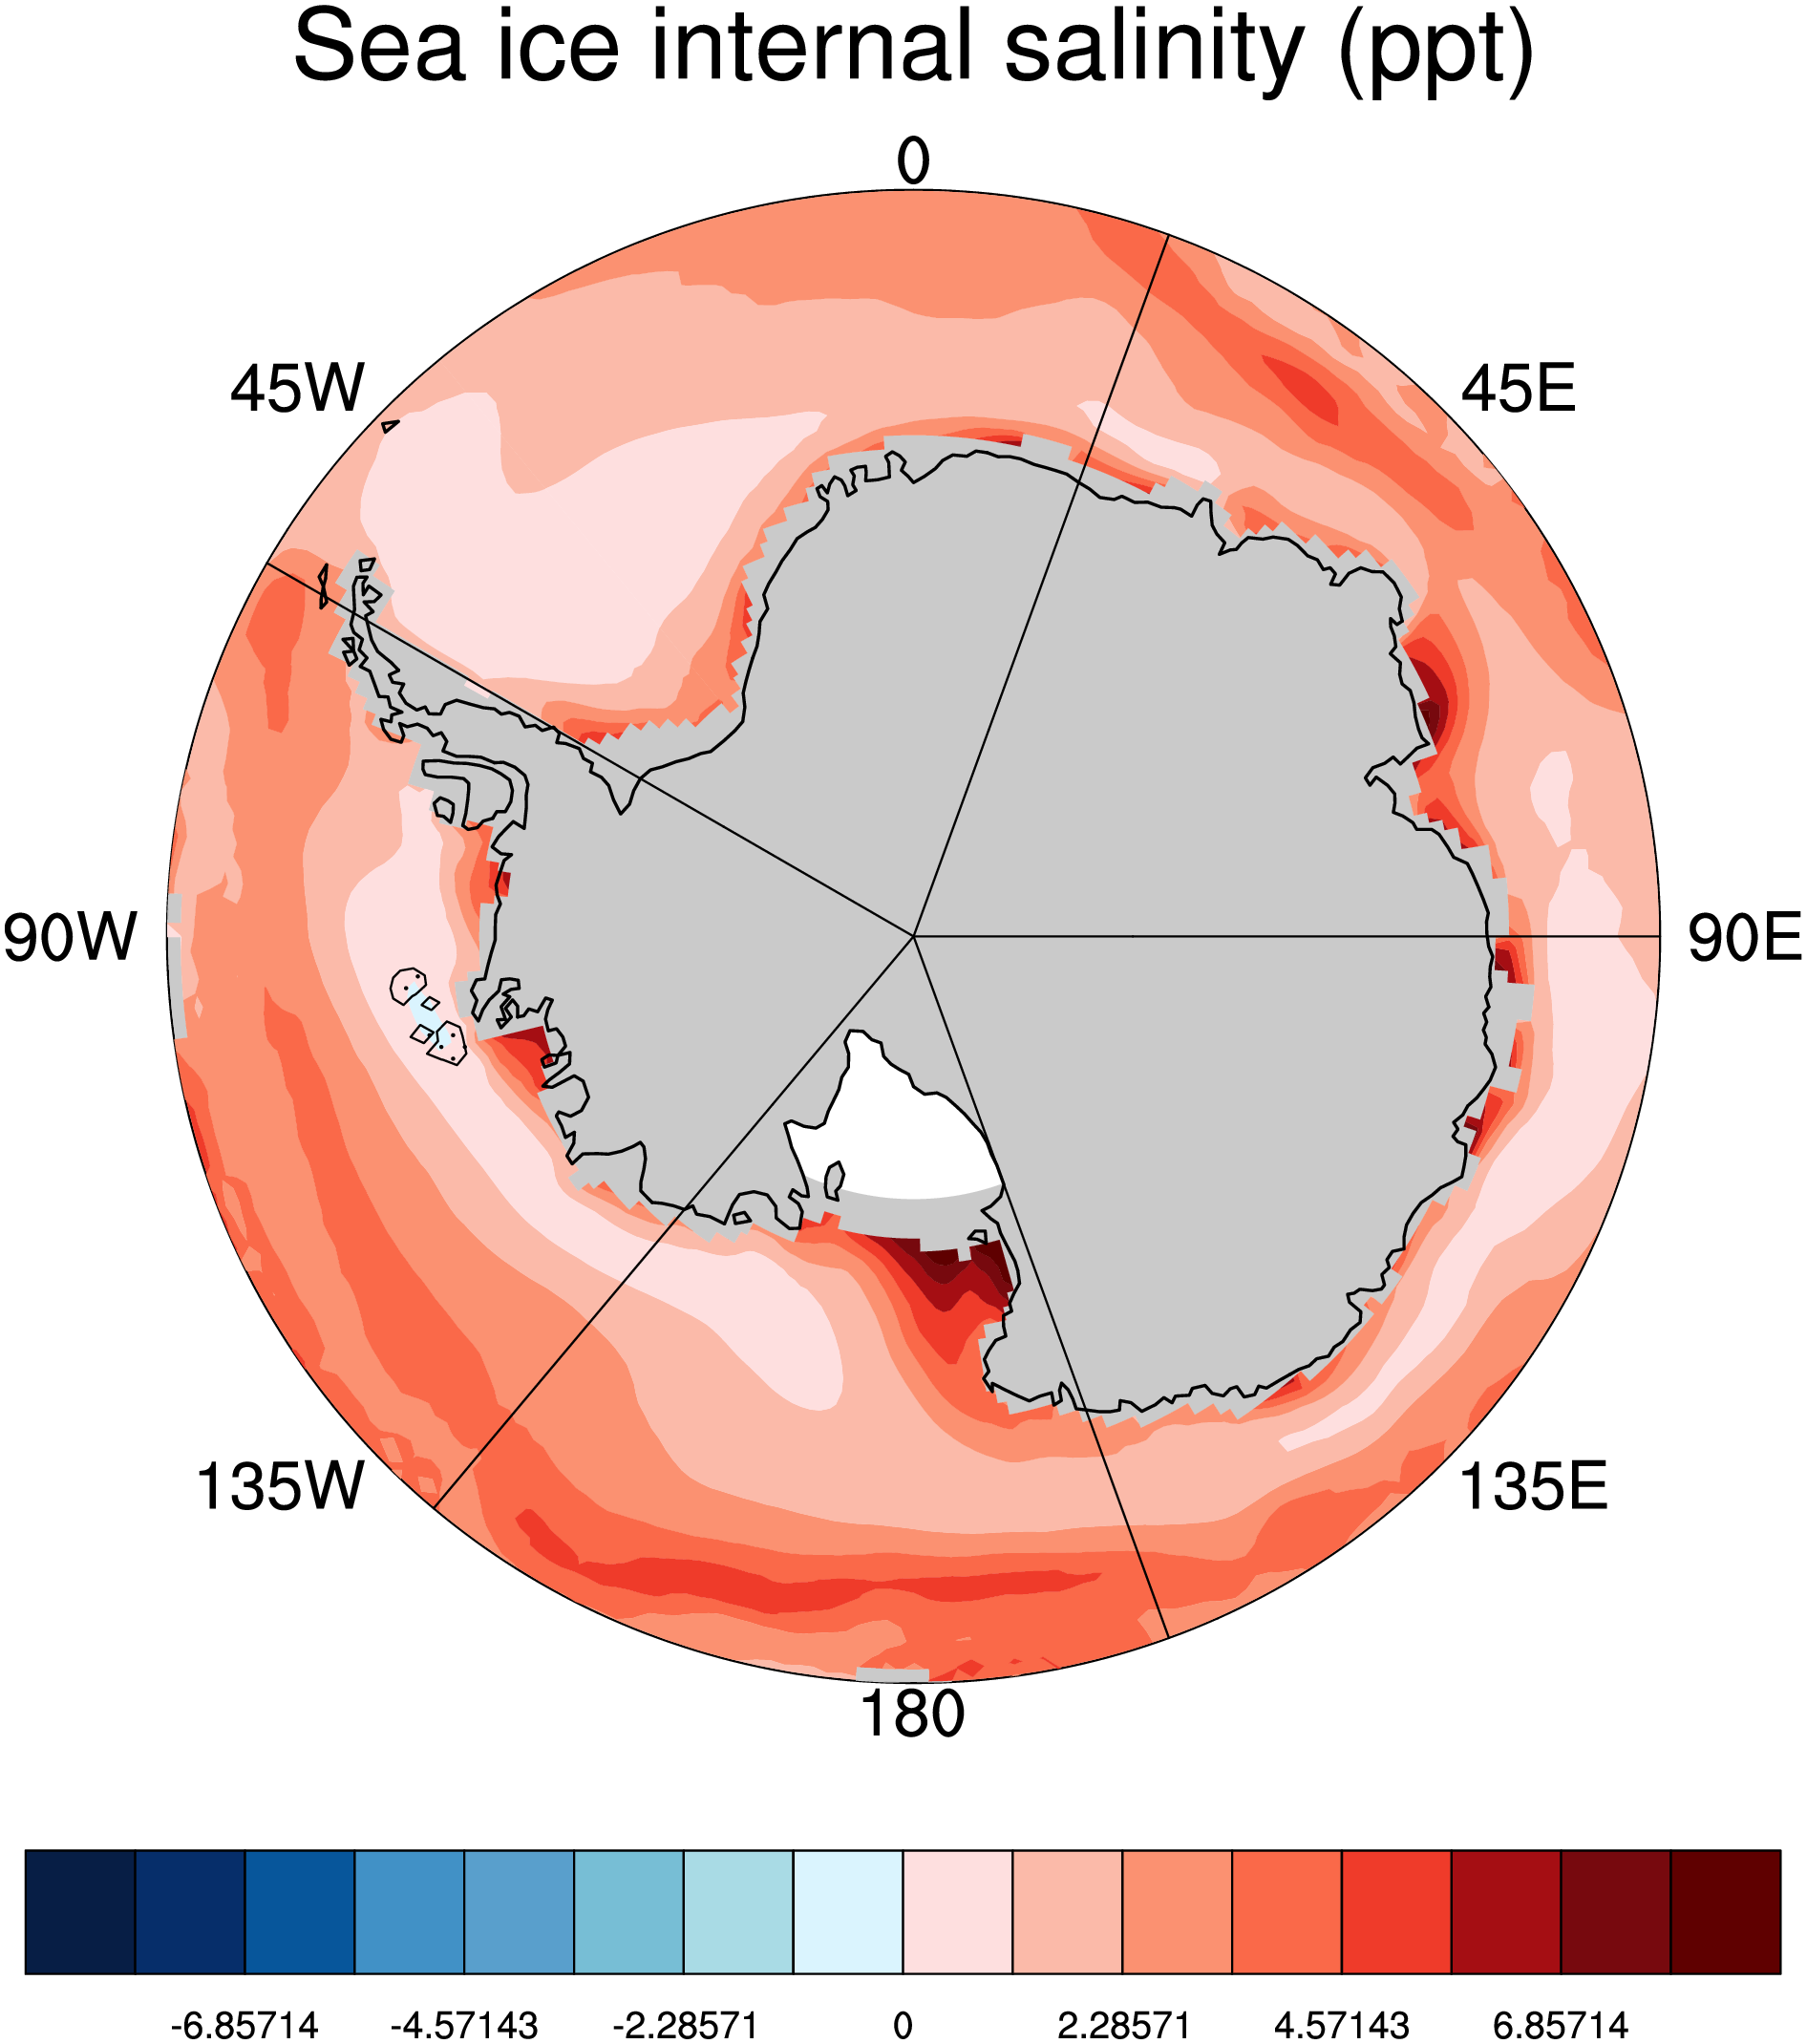 Sea ice internal salinity (ppt)
0
45W 45E
90W 90E
135W 135E
180
-6.85714 -4.57143 -2.28571 0 2.28571 4.57143 6.85714